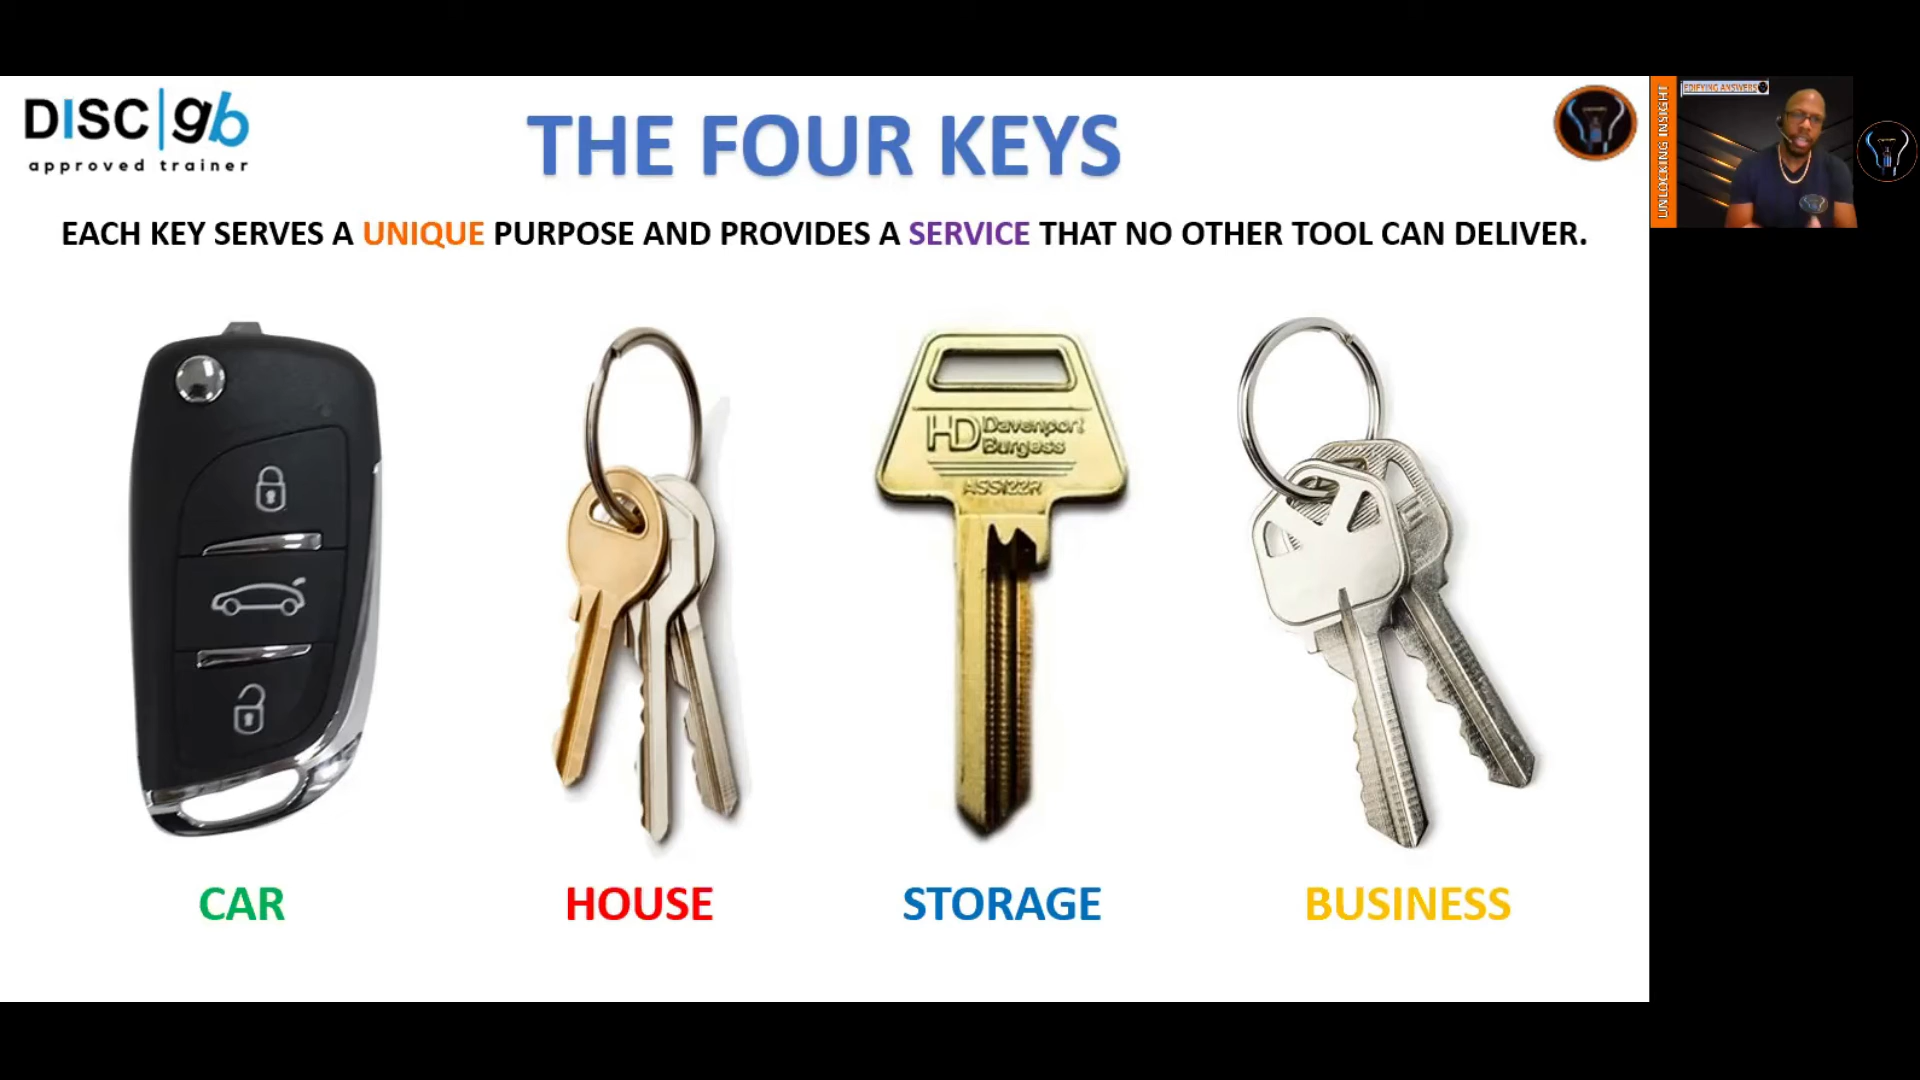 DISC|gb
approved trainer
THE FOUR KEYS
EACH KEY SERVES A UNIQUE PURPOSE AND PROVIDES A SERVICE THAT NO OTHER TOOL CAN DELIVER.
HD Davenport
Burgess
ASS122R
CAR
HOUSE
STORAGE
BUSINESS
UNLOCKING INSIGHT
EDIFYING ANSWERS